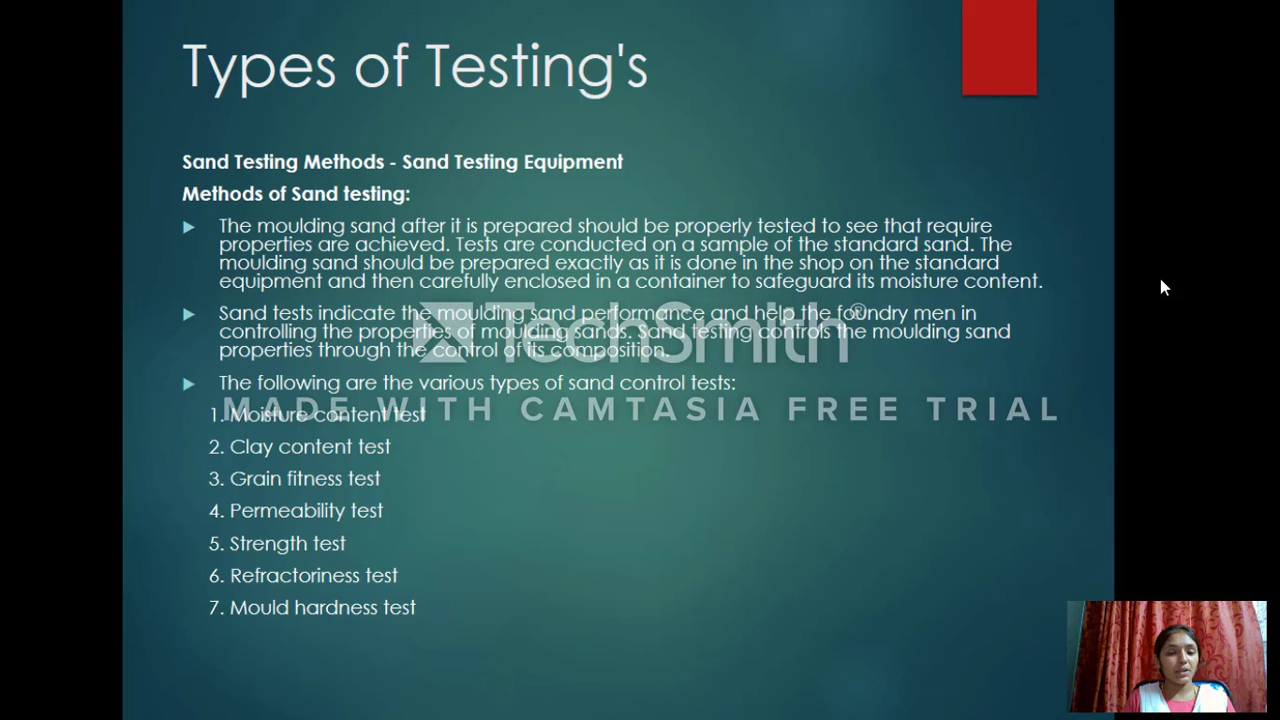 Types of Testing's
Sand Testing Methods - Sand Testing Equipment
Methods of Sand testing:
The moulding sand after it is prepared should be properly tested to see that require
properties are achieved. Tests are conducted on a sample of the standard sand. The
moulding sand should be prepared exactly as it is done in the shop on the standard
equipment and then carefully enclosed in a container to safeguard its moisture content.
Sand tests indicate the moulding sand performance and help the foundry men in
controlling the properties of moulding sands. Sand testing controls the moulding sand
properties through the control of its composition.
The following are the various types of sand control tests:
1. Moisture content test
2. Clay content test
3. Grain fitness test
4. Permeability test
5. Strength test
6. Refractoriness test
7. Mould hardness test
TechSmith®
MADE WITH CAMTASIA FREE TRIAL